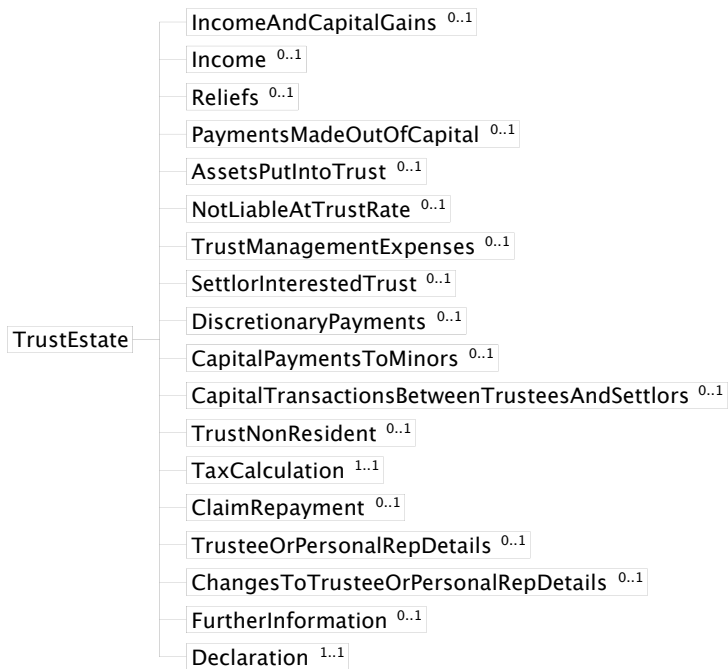 IncomeAndCapitalGains 0..1
Income 0..1
Reliefs 0..1
PaymentsMadeOutOfCapital 0..1
AssetsPutIntoTrust 0..1
NotLiableAtTrustRate 0..1
TrustManagementExpenses 0..1
SettlorInterestedTrust 0..1
DiscretionaryPayments 0..1
TrustEstate
CapitalPaymentsToMinors 0..1
CapitalTransactionsBetweenTrusteesAndSettlors 0..1
TrustNonResident 0..1
TaxCalculation 1..1
ClaimRepayment 0..1
TrusteeOrPersonalRepDetails 0..1
ChangesToTrusteeOrPersonalRepDetails 0..1
FurtherInformation 0..1
Declaration 1..1